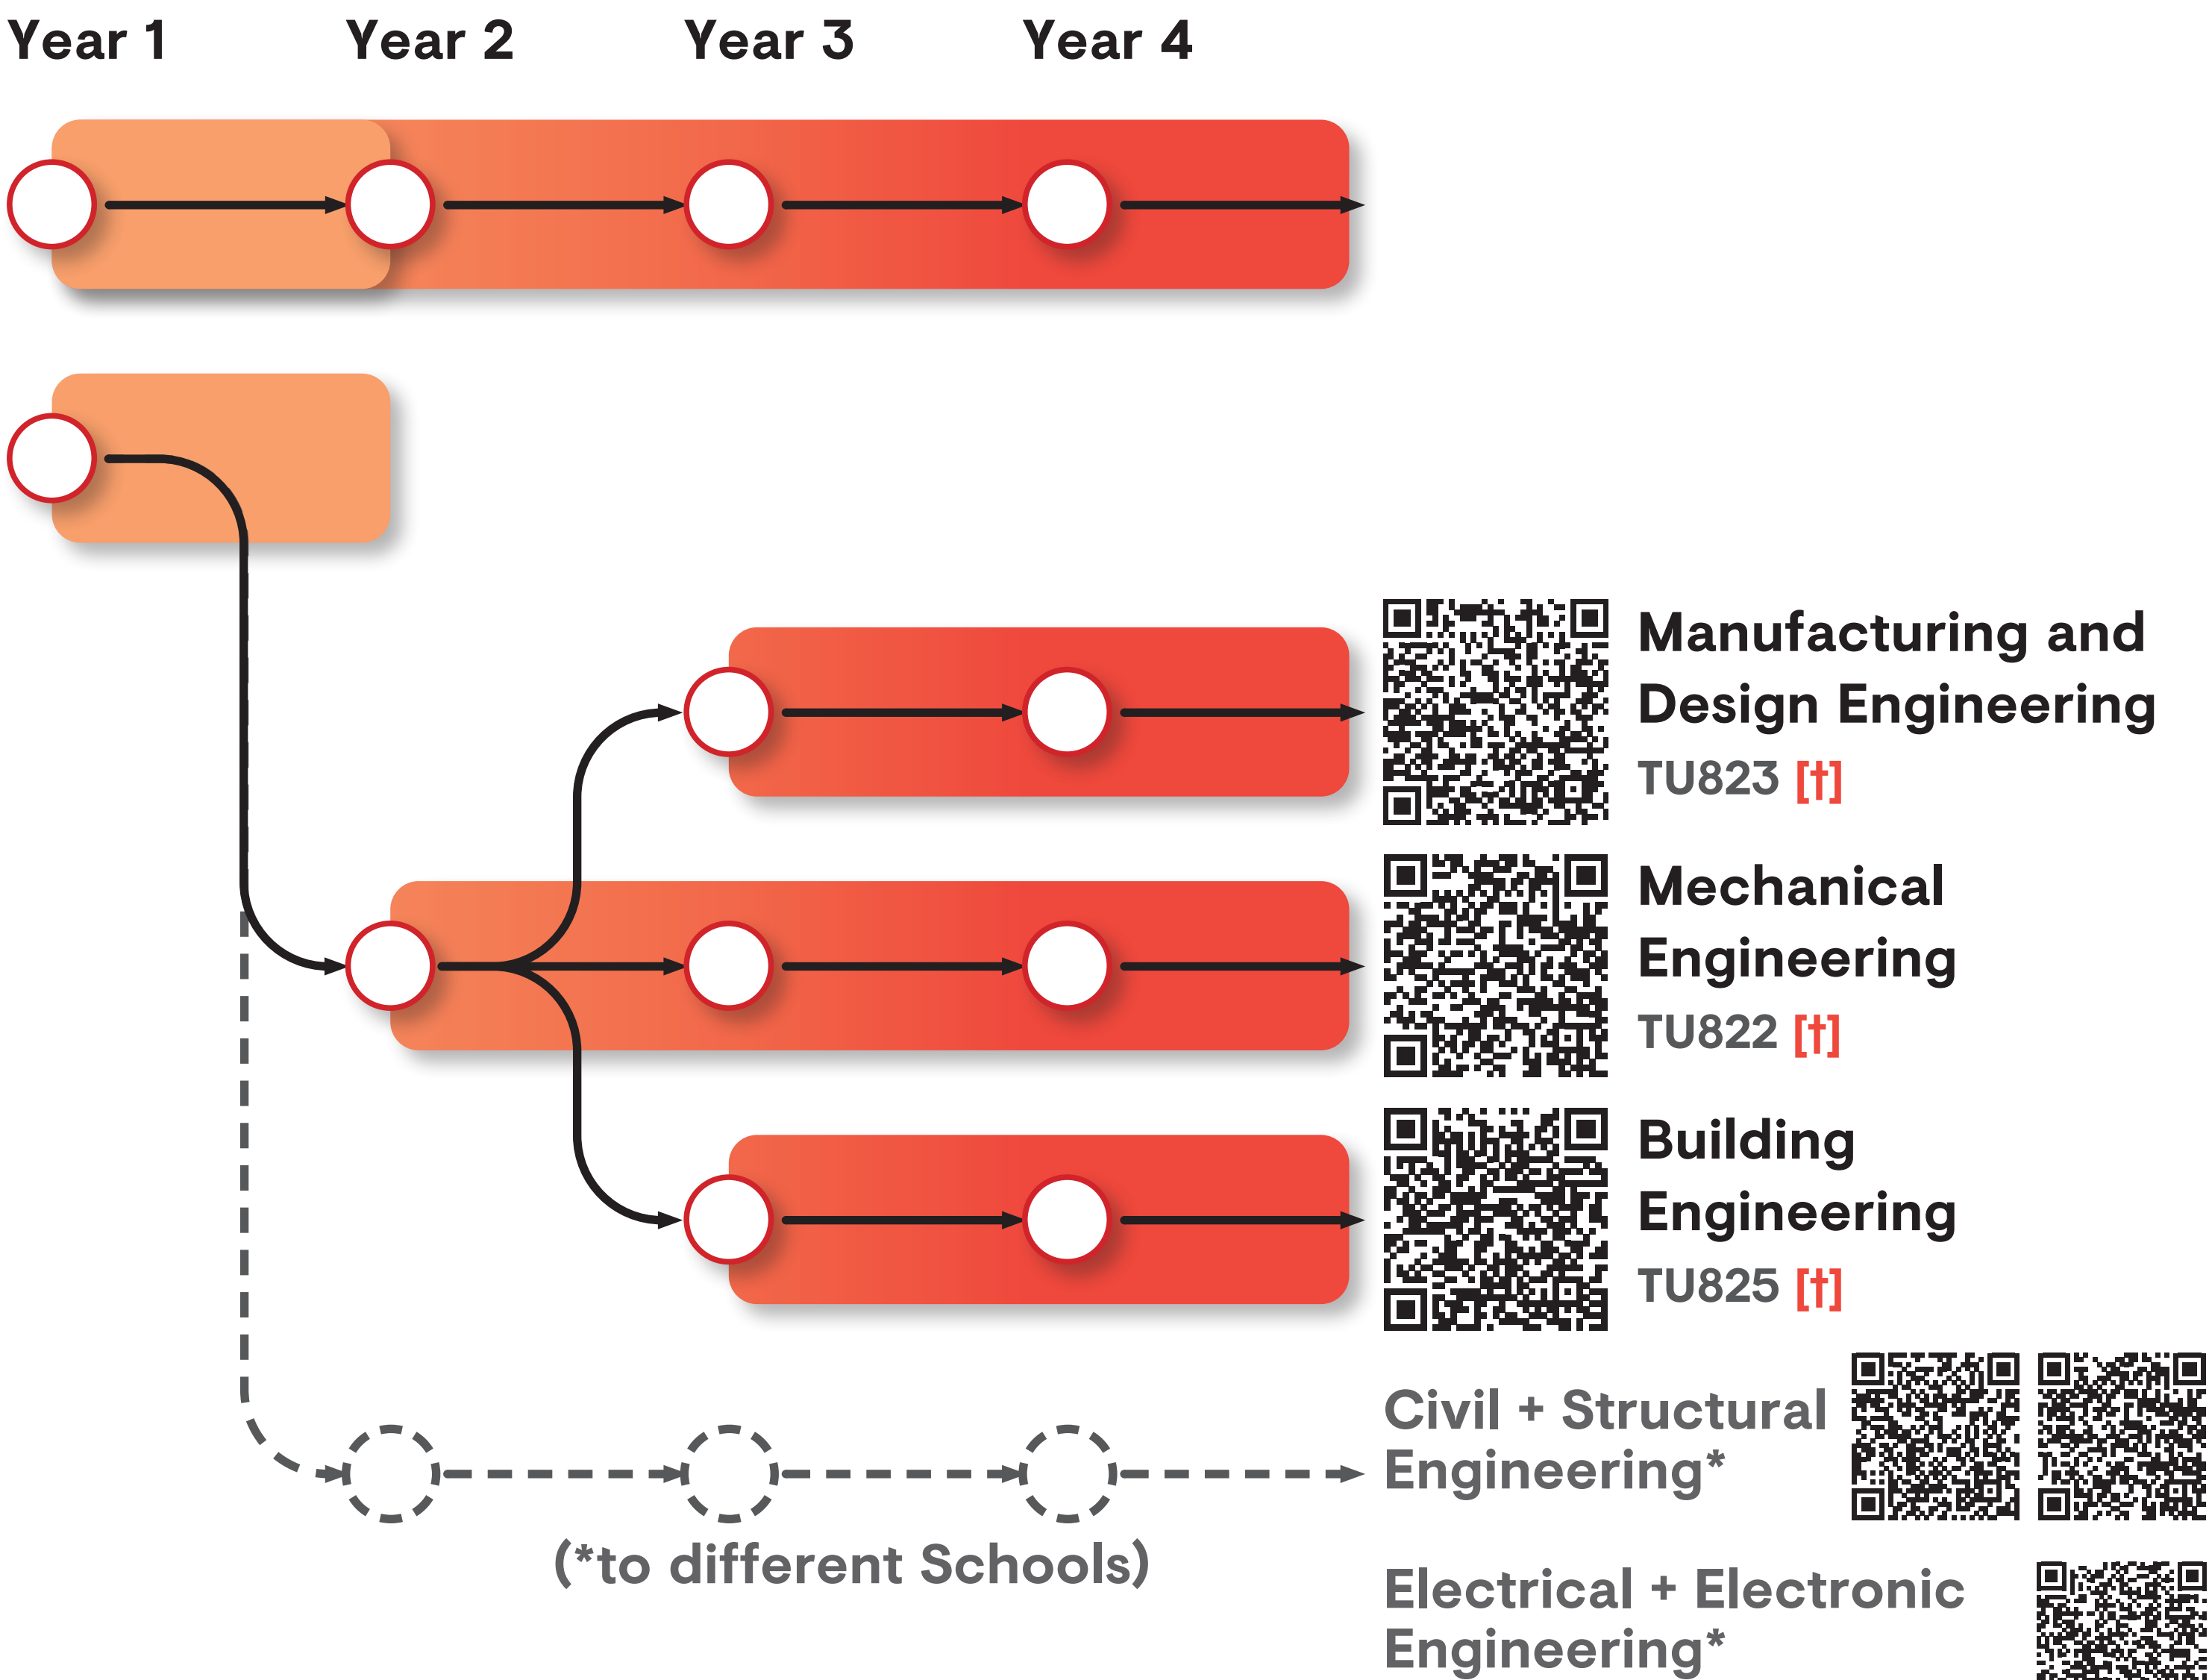 Year 1 Year 2 Year 3 Year 4
Manufacturing and
Design Engineering
TU823 [†]
Mechanical
Engineering
TU822 [†]
Building
Engineering
TU825 [†]
Civil + Structural
Engineering*
(*to different Schools)
Electrical + Electronic
Engineering*